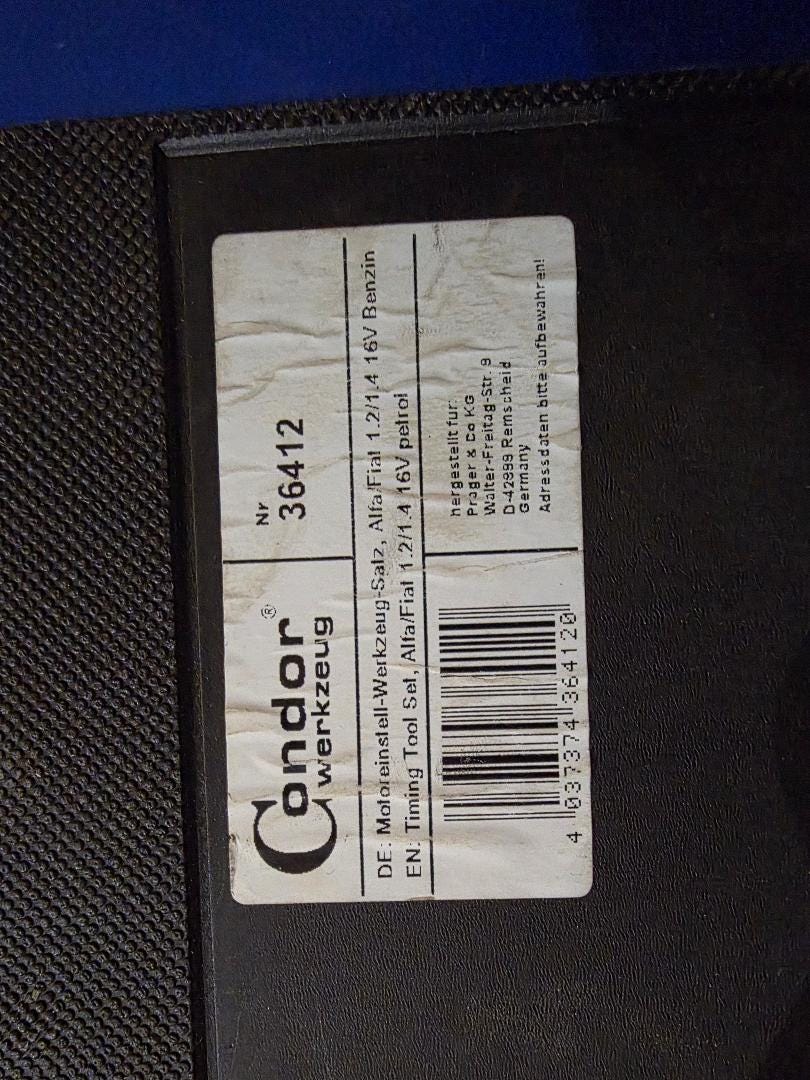 Condor®
werkzeug
Nr
36412
DE: Motoreinstell-Werkzeug-Satz, Alfa/Fiat 1.2/1.4 16V Benzin
EN: Timing Tool Set, Alfa/Fiat 1.2/1.4 16V petrol
4 037374 364120
hergestellt für:
Prager & Co KG
Walter-Freitag-Str. 9
D-42899 Remscheid
Germany
Adressdaten bitte aufbewahren!